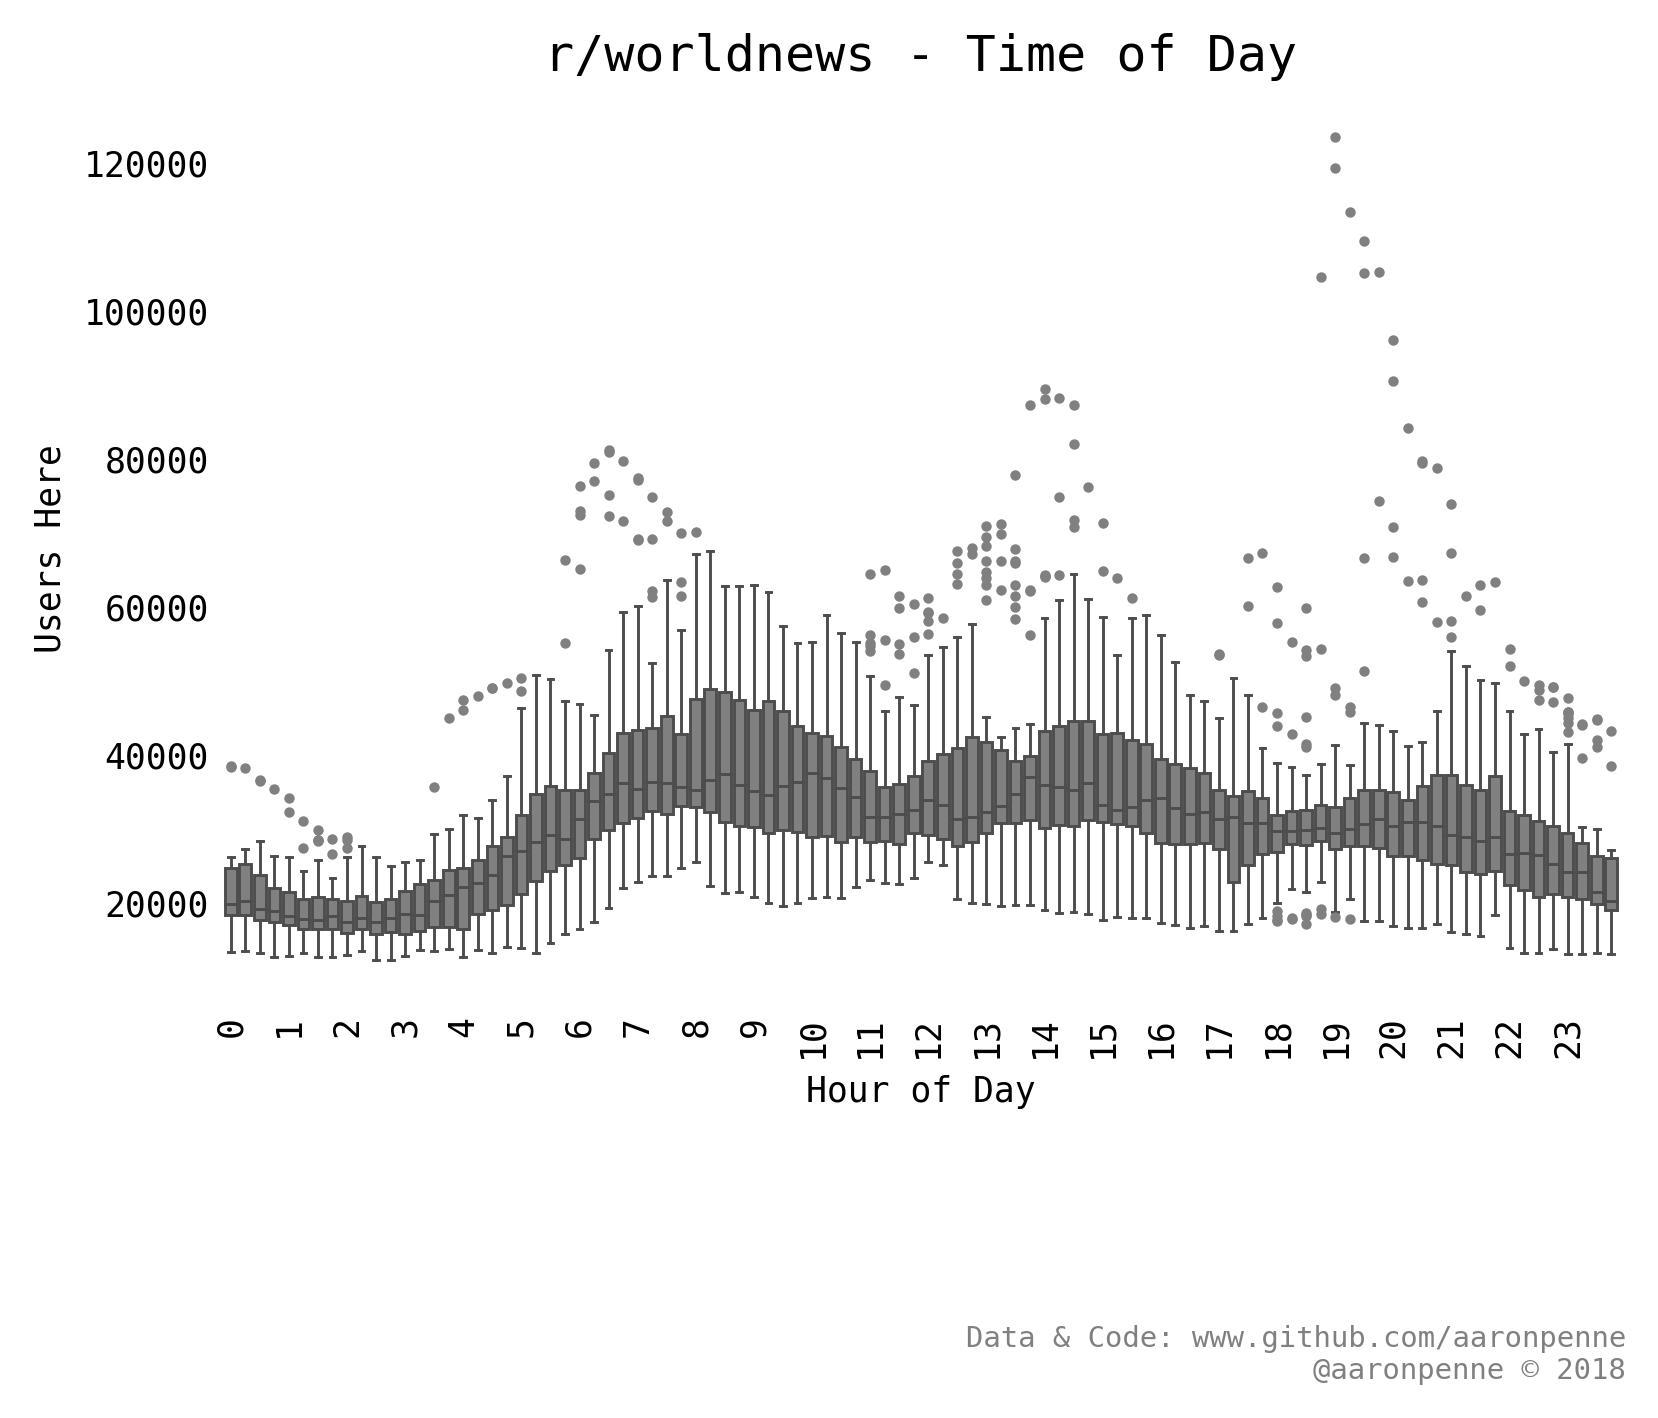 r/worldnews - Time of Day
120000
100000
80000
60000
40000
20000
Users Here
0 1 2 3 4 5 6 7 8 9 10 11 12 13 14 15 16 17 18 19 20 21 22 23
Hour of Day
Data & Code: www.github.com/aaronpenne
@aaronpenne © 2018